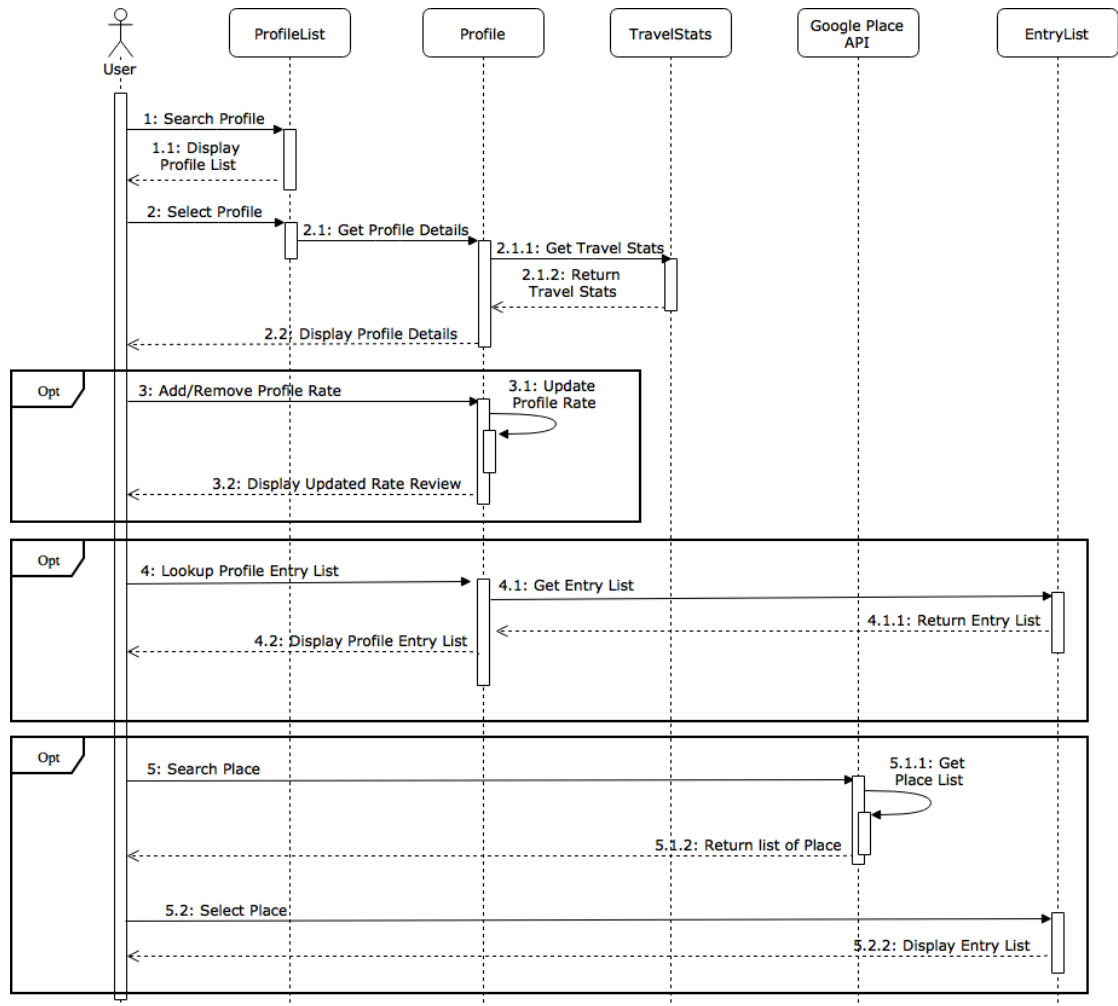 ProfileList
Profile
TravelStats
Google Place
API
EntryList
User
1: Search Profile
1.1: Display
Profile List
2: Select Profile
2.1: Get Profile Details
2.1.1: Get Travel Stats
2.1.2: Return
Travel Stats
2.2: Display Profile Details
Opt
3: Add/Remove Profile Rate
3.1: Update
Profile Rate
3.2: Display Updated Rate Review
Opt
4: Lookup Profile Entry List
4.1: Get Entry List
4.1.1: Return Entry List
4.2: Display Profile Entry List
Opt
5: Search Place
5.1.1: Get
Place List
5.1.2: Return list of Place
5.2: Select Place
5.2.2: Display Entry List